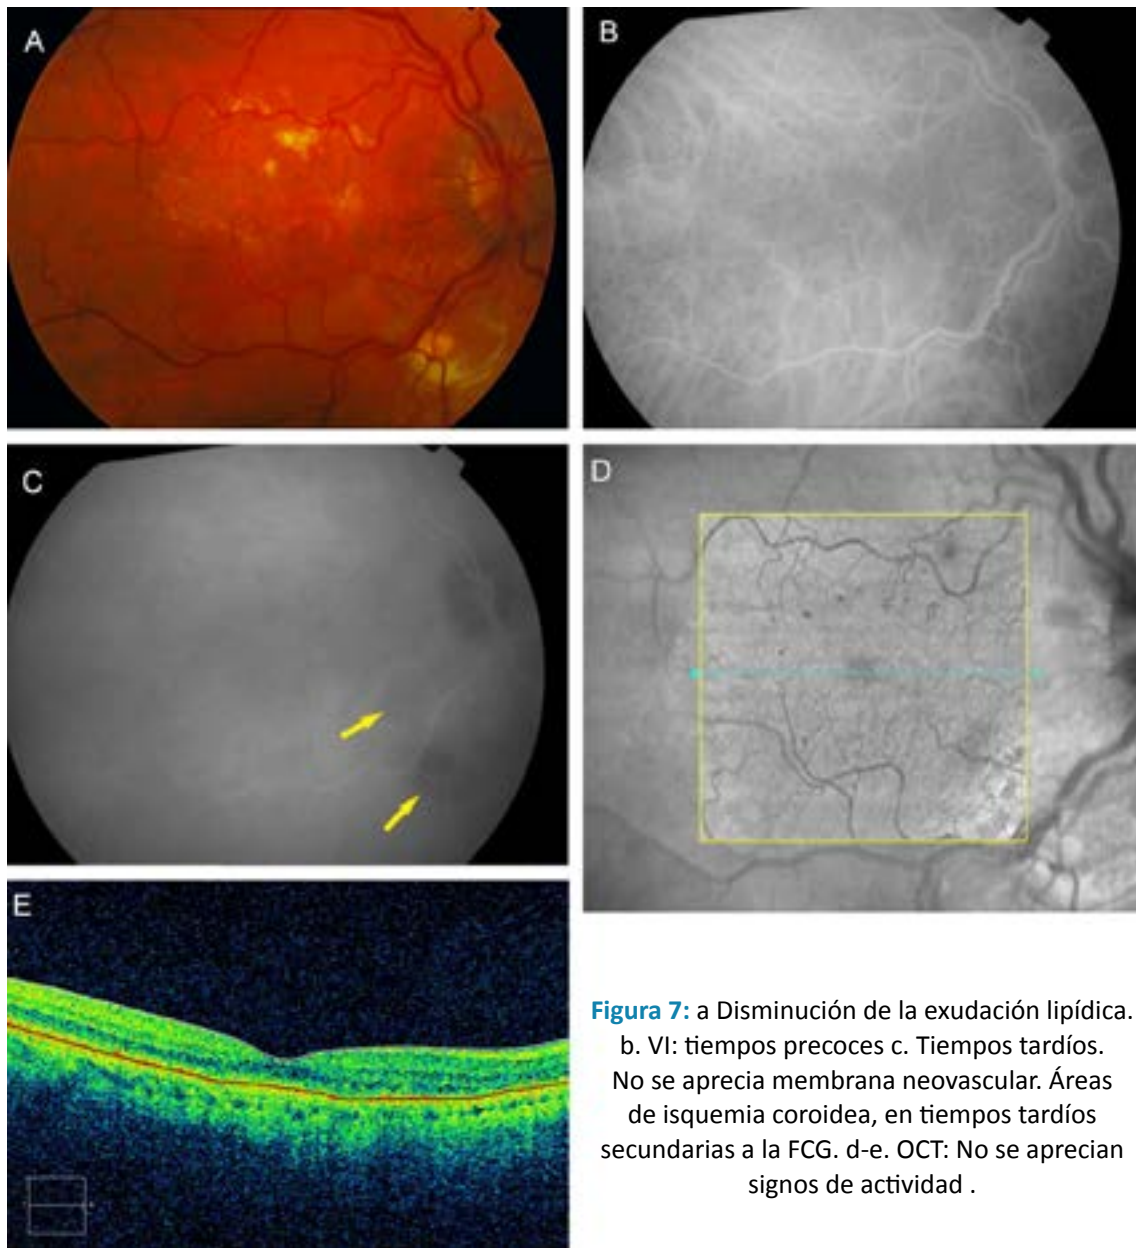 A
B
C
D
E
Figura 7: a Disminución de la exudación lipídica.
b. VI: tiempos precoces c. Tiempos tardíos.
No se aprecia membrana neovascular. Áreas
de isquemia coroidea, en tiempos tardíos
secundarias a la FCG. d-e. OCT: No se aprecian
signos de actividad .